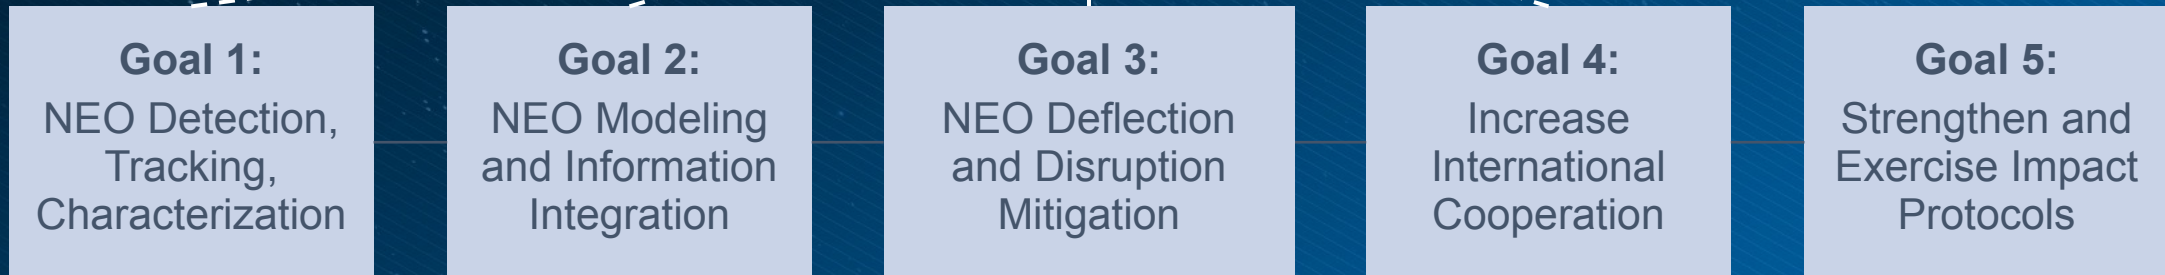 Goal 1:
NEO Detection,
Tracking,
Characterization
Goal 2:
NEO Modeling
and Information
Integration
Goal 3:
NEO Deflection
and Disruption
Mitigation
Goal 4:
Increase
International
Cooperation
Goal 5:
Strengthen and
Exercise Impact
Protocols